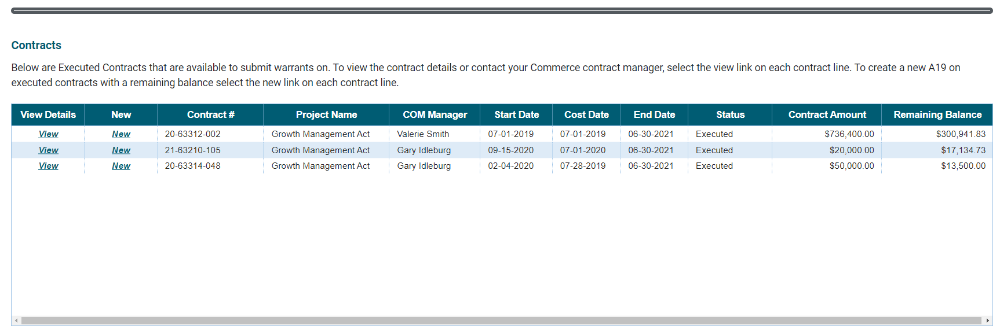 Contracts
Below are Executed Contracts that are available to submit warrants on. To view the contract details or contact your Commerce contract manager, select the view link on each contract line. To create a new A19 on
executed contracts with a remaining balance select the new link on each contract line.
View Details New Contract # Project Name COM Manager Start Date Cost Date End Date Status Contract Amount Remaining Balance
View New 20-63312-002 Growth Management Act Valerie Smith 07-01-2019 07-01-2019 06-30-2021 Executed $736,400.00 $300,941.83
View New 21-63210-105 Growth Management Act Gary Idleburg 09-15-2020 07-01-2020 06-30-2021 Executed $20,000.00 $17,134.73
View New 20-63314-048 Growth Management Act Gary Idleburg 02-04-2020 07-28-2019 06-30-2021 Executed $50,000.00 $13,500.00